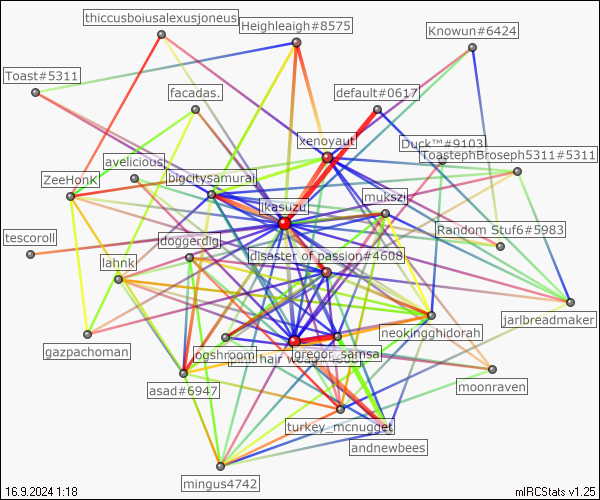 thiccusboiusalexusjoneus
Heighleaigh#8575
Knowun#6424
Toast#5311
facadas.
default#0617
xenoyaut
Duck™#9103
ToastephBroseph5311#5311
avelicious
ZeeHonK
bigcitysamurai
mukszi
ikasuzu
Random Stuf6#5983
tescoroll
doggerdig
lahnk
disaster of passion#4608
jarlbreadmaker
neokingghidorah
gazpachoman
ogshroom
gregor_samsa
asad#6947
moonraven
turkey_mcnugget
andnewbees
mingus4742
16.9.2024 1:18
mIRCStats v1.25